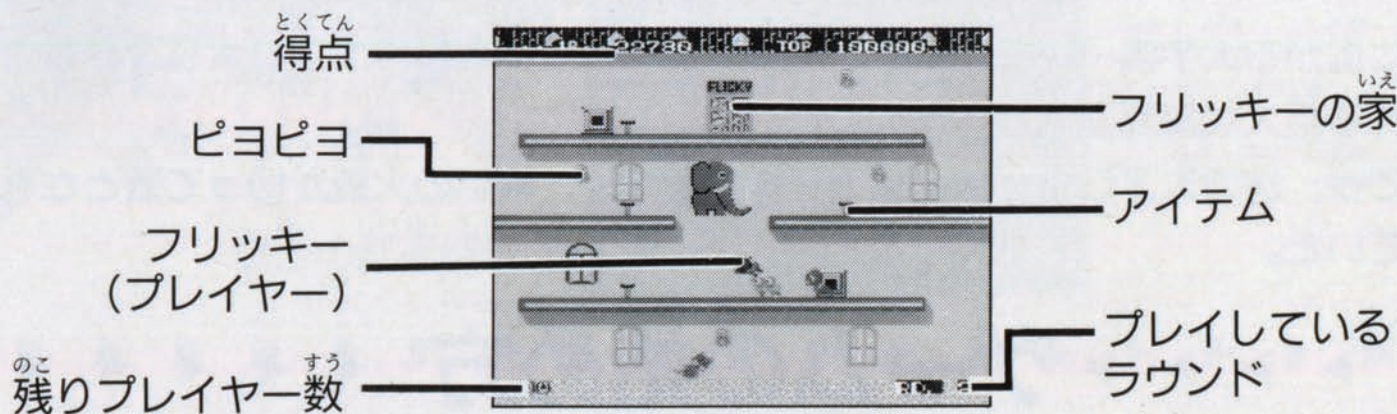 とくてん
得点
ピヨピヨ
フリッキー
（プレイヤー）
のこ すう
残りプレイヤー数
22780 TOP 100000
FLICKY
RD.
いえ
フリッキーの家
アイテム
プレイしている
ラウンド